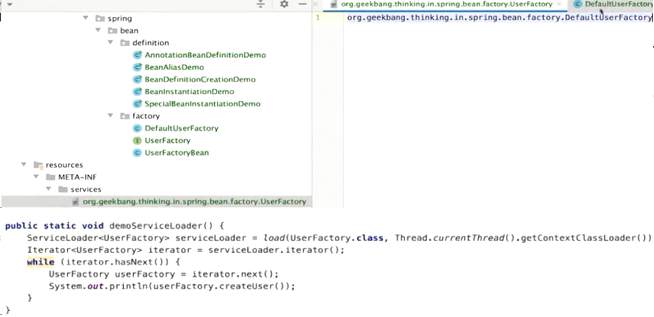 spring
bean
definition
AnnotationBeanDefinitionDemo
BeanAliasDemo
BeanDefinitionCreationDemo
BeanInstantiationDemo
SpecialBeanInstantiationDemo
factory
DefaultUserFactory
UserFactory
UserFactoryBean
resources
META-INF
services
org.geekbang.thinking.in.spring.bean.factory.UserFactory
org.geekbang.thinking.in.spring.bean.factory.UserFactory
DefaultUserFactory
1 org.geekbang.thinking.in.spring.bean.factory.DefaultUserFactory
public static void demoServiceLoader() {
ServiceLoader<UserFactory> serviceLoader = load(UserFactory.class, Thread.currentThread().getContextClassLoader())
Iterator<UserFactory> iterator = serviceLoader.iterator();
while (iterator.hasNext()) {
UserFactory userFactory = iterator.next();
System.out.println(userFactory.createUser());
}
}